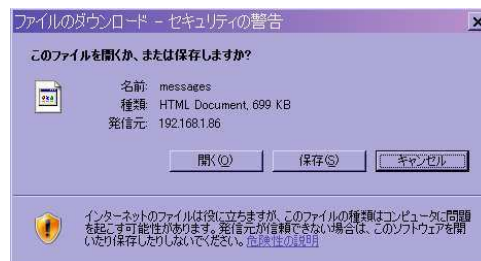 ファイルのダウンロード - セキュリティの警告
このファイルを開くか、または保存しますか?
名前: messages
種類: HTML Document, 699 KB
発信元: 192.168.1.86
開く(O) 保存(S) キャンセル
インターネットのファイルは役に立ちますが、このファイルの種類はコンピュータに問題
を起こす可能性があります。発信元が信頼できない場合は、このソフトウェアを開
いたり保存したりしないでください。危険性の説明